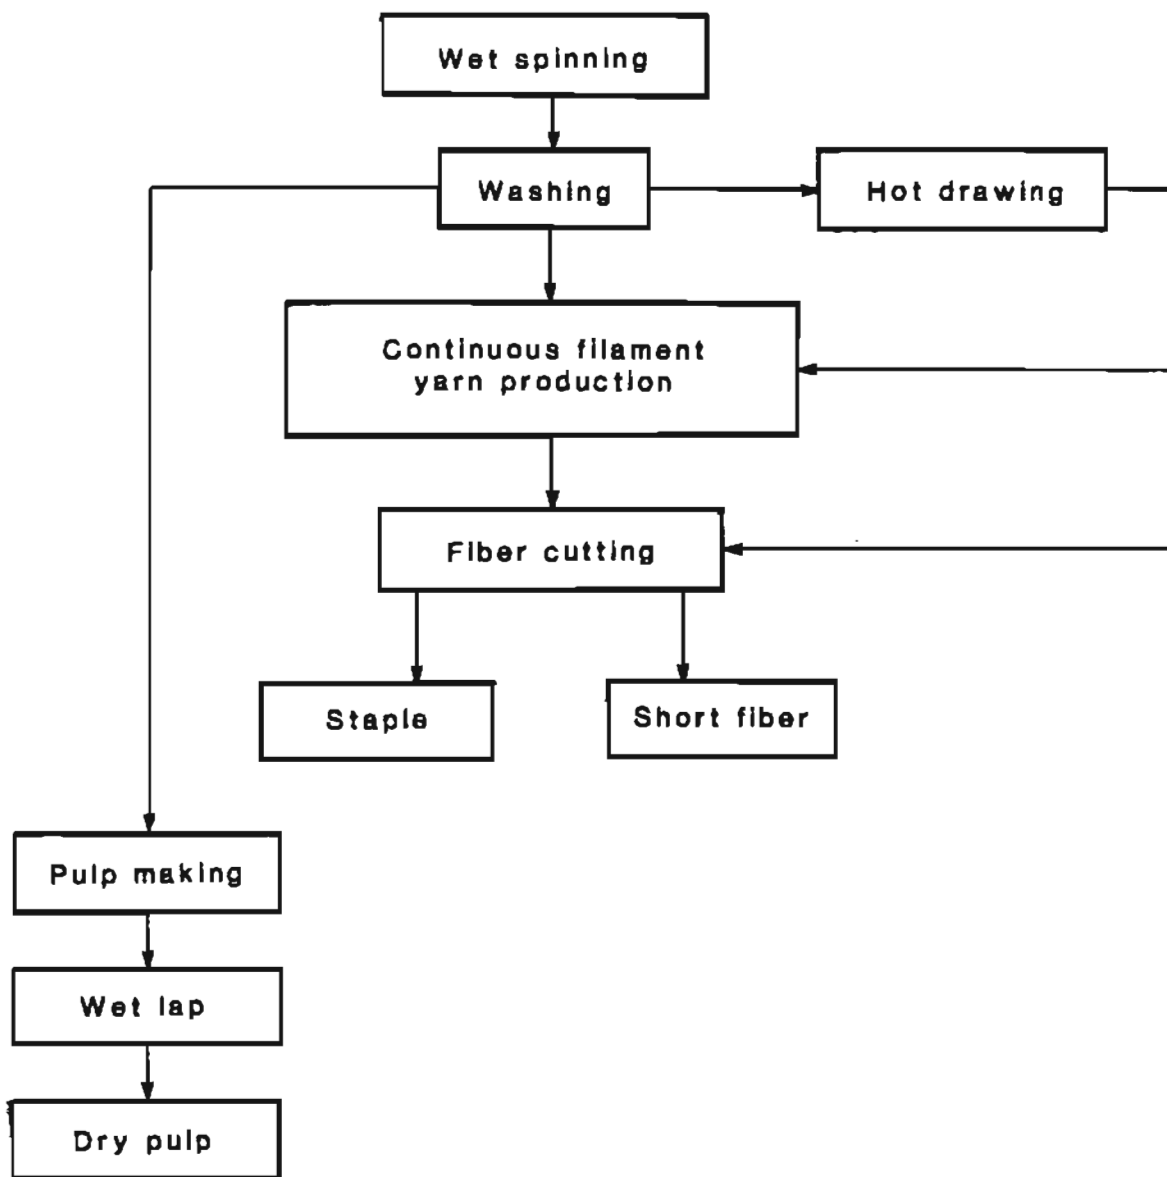 Wet spinning
Washing
Hot drawing
Continuous filament
yarn production
Fiber cutting
Staple
Short fiber
Pulp making
Wet lap
Dry pulp